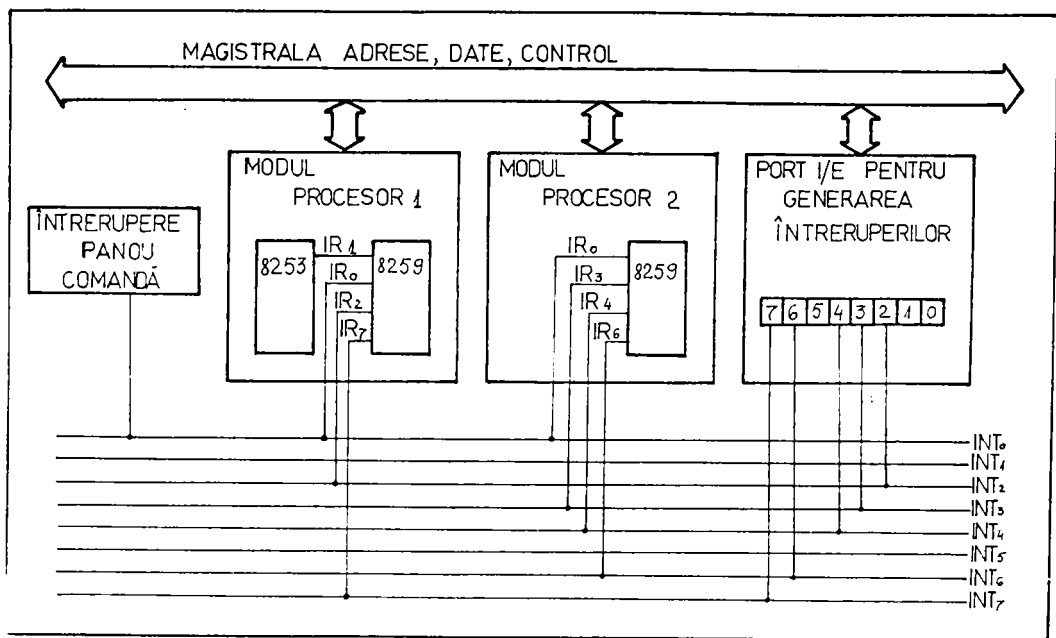 MAGISTRALA ADRESE, DATE, CONTROL
ÎNTRERUPERE
PANOU
COMANDĂ
MODUL
PROCESOR 1
8253
IR1
IR0
IR2
IR7
8259
MODUL
PROCESOR 2
IR0
IR3
IR4
IR6
8259
PORT I/E PENTRU
GENERAREA
ÎNTRERUPERILOR
7 6 5 4 3 2 1 0
INT0
INT1
INT2
INT3
INT4
INT5
INT6
INT7